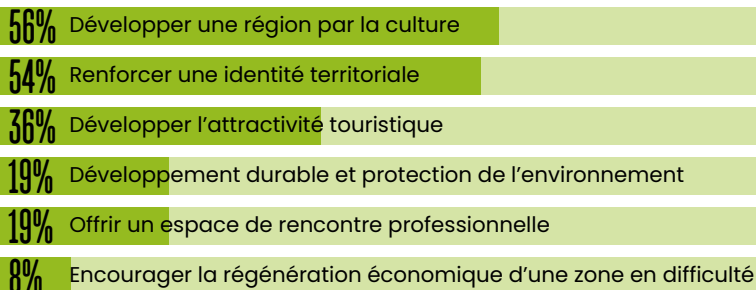 56% Développer une région par la culture
54% Renforcer une identité territoriale
36% Développer l’attractivité touristique
19% Développement durable et protection de l’environnement
19% Offrir un espace de rencontre professionnelle
8% Encourager la régénération économique d’une zone en difficulté